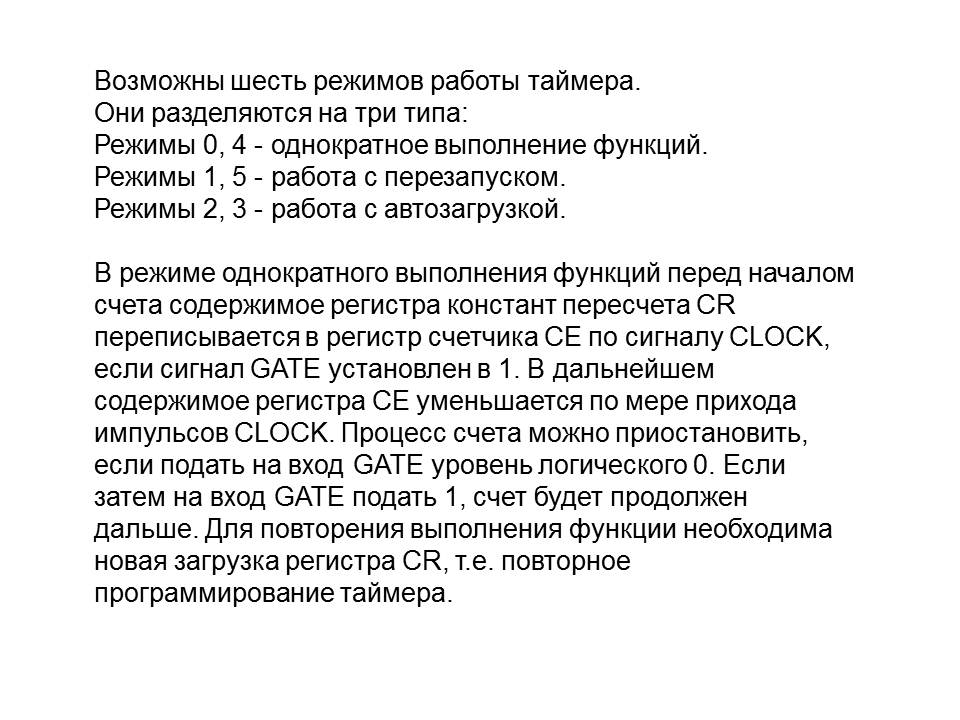 Возможны шесть режимов работы таймера.
Они разделяются на три типа:
Режимы 0, 4 - однократное выполнение функций.
Режимы 1, 5 - работа с перезапуском.
Режимы 2, 3 - работа с автозагрузкой.
В режиме однократного выполнения функций перед началом
счета содержимое регистра констант пересчета CR
переписывается в регистр счетчика CE по сигналу CLOCK,
если сигнал GATE установлен в 1. В дальнейшем
содержимое регистра CE уменьшается по мере прихода
импульсов CLOCK. Процесс счета можно приостановить,
если подать на вход GATE уровень логического 0. Если
затем на вход GATE подать 1, счет будет продолжен
дальше. Для повторения выполнения функции необходима
новая загрузка регистра CR, т.е. повторное
программирование таймера.